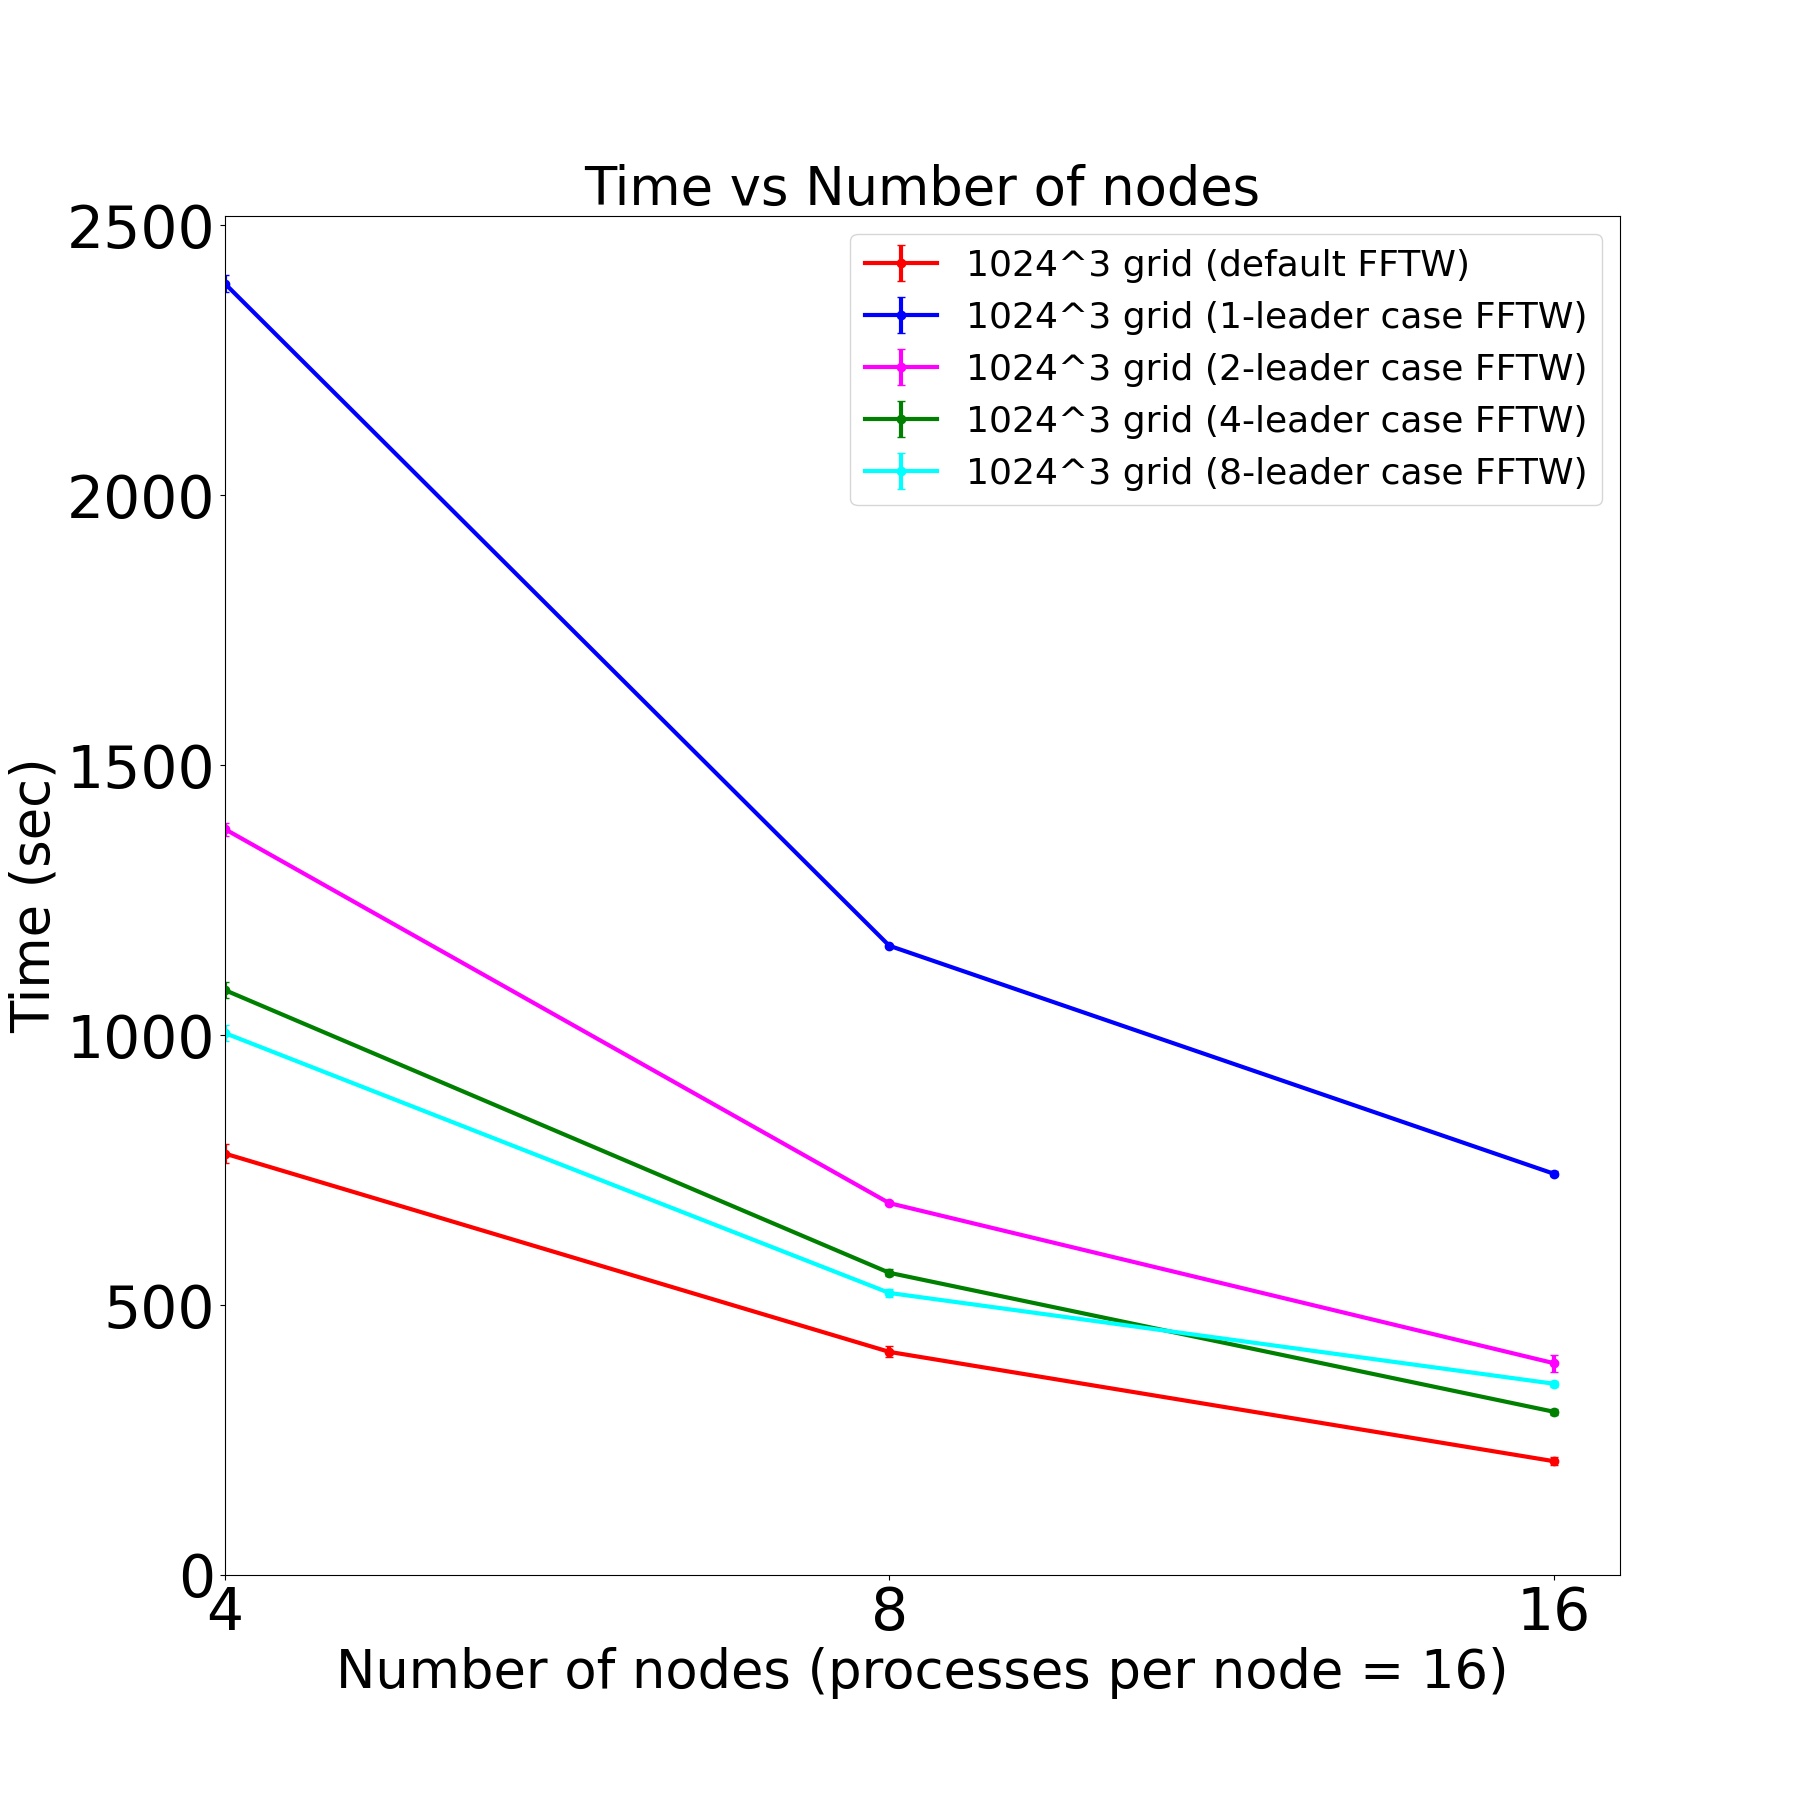 Time vs Number of nodes
2500
2000
1500
1000
500
0
Time (sec)
1024^3 grid (default FFTW)
1024^3 grid (1-leader case FFTW)
1024^3 grid (2-leader case FFTW)
1024^3 grid (4-leader case FFTW)
1024^3 grid (8-leader case FFTW)
4 8 16
Number of nodes (processes per node = 16)